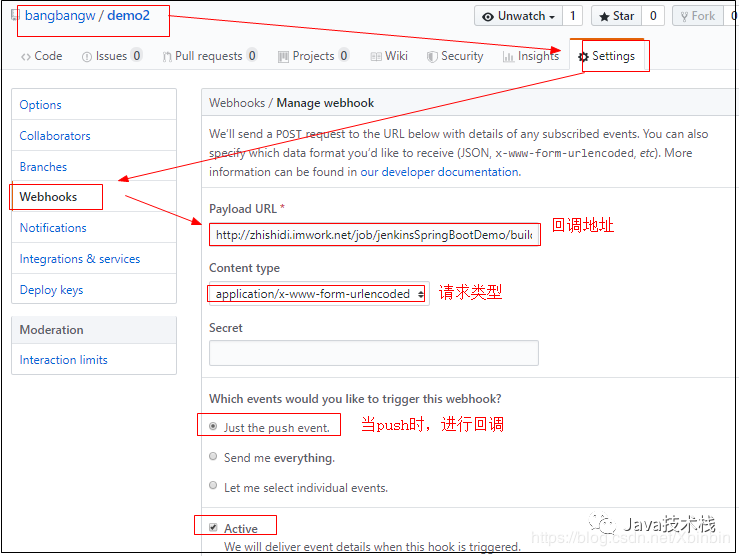 bangbangw / demo2
Unwatch 1 Star 0 Fork 0
Code Issues 0 Pull requests 0 Projects 0 Wiki Security Insights Settings
Options
Collaborators
Branches
Webhooks
Notifications
Integrations & services
Deploy keys
Moderation
Interaction limits
Webhooks / Manage webhook
We'll send a POST request to the URL below with details of any subscribed events. You can also
specify which data format you'd like to receive (JSON, x-www-form-urlencoded, etc). More
information can be found in our developer documentation.
Payload URL *
http://zhishidi.imwork.net/job/jenkinsSpringBootDemo/build
回调地址
Content type
application/x-www-form-urlencoded
请求类型
Secret
Which events would you like to trigger this webhook?
Just the push event.
当push时，进行回调
Send me everything.
Let me select individual events.
Active
We will deliver event details when this hook is triggered.
Java技术栈
https://blog.csdn.net/Xbinbin